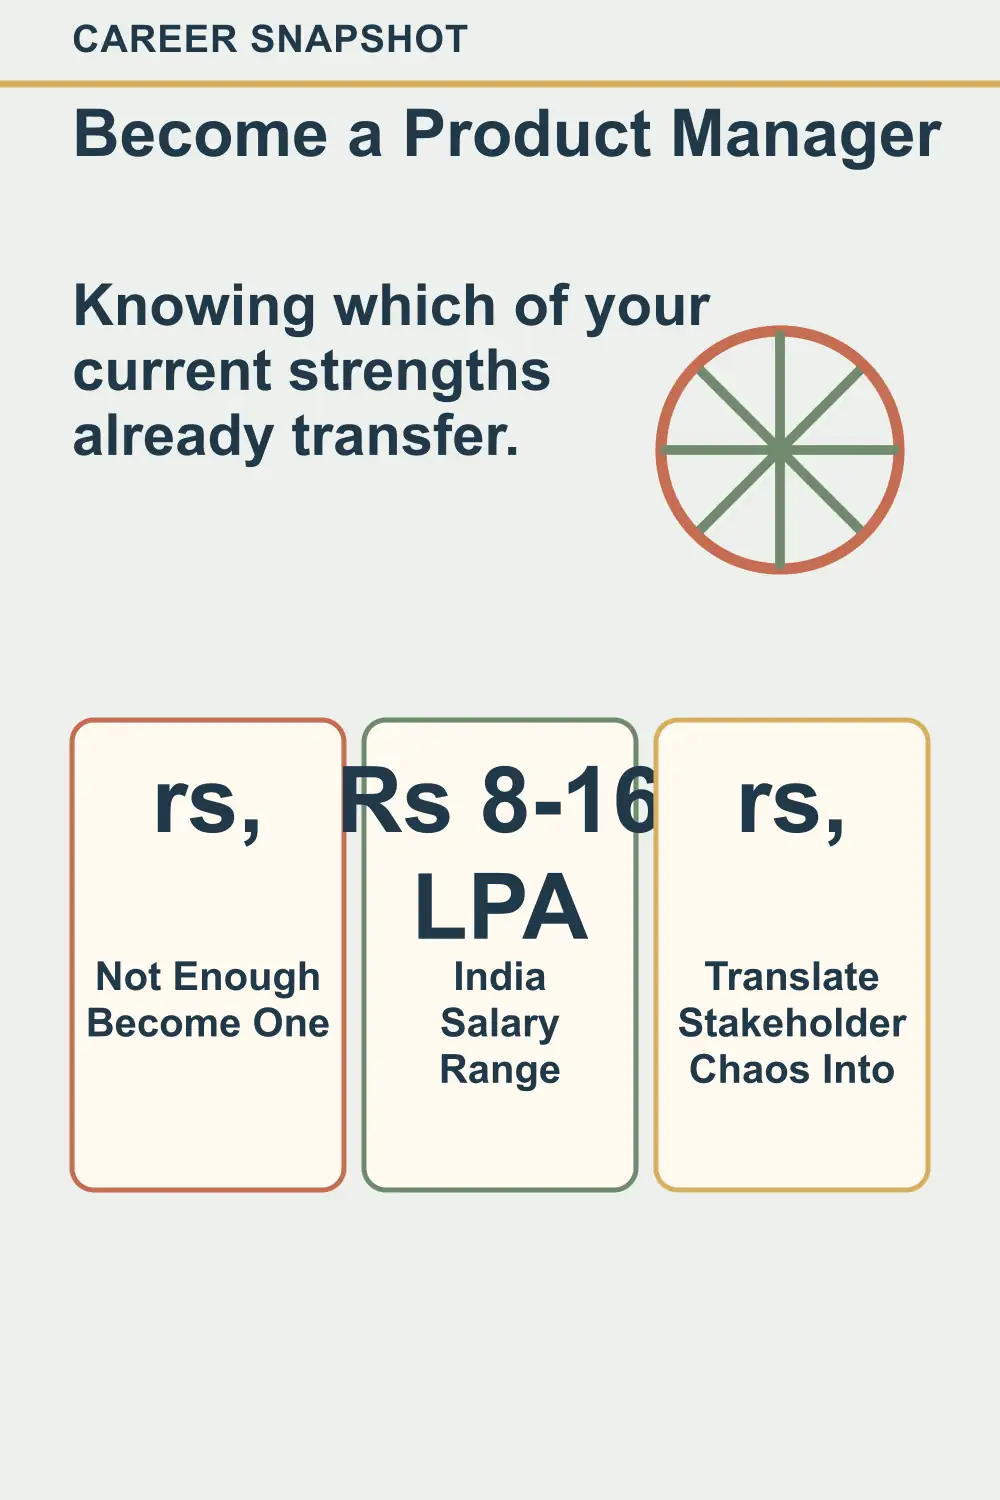 CAREER SNAPSHOT
Become a Product Manager
Knowing which of your
current strengths
already transfer.
rs,
Not Enough
Become One
Rs 8-16
LPA
India
Salary
Range
rs,
Translate
Stakeholder
Chaos Into